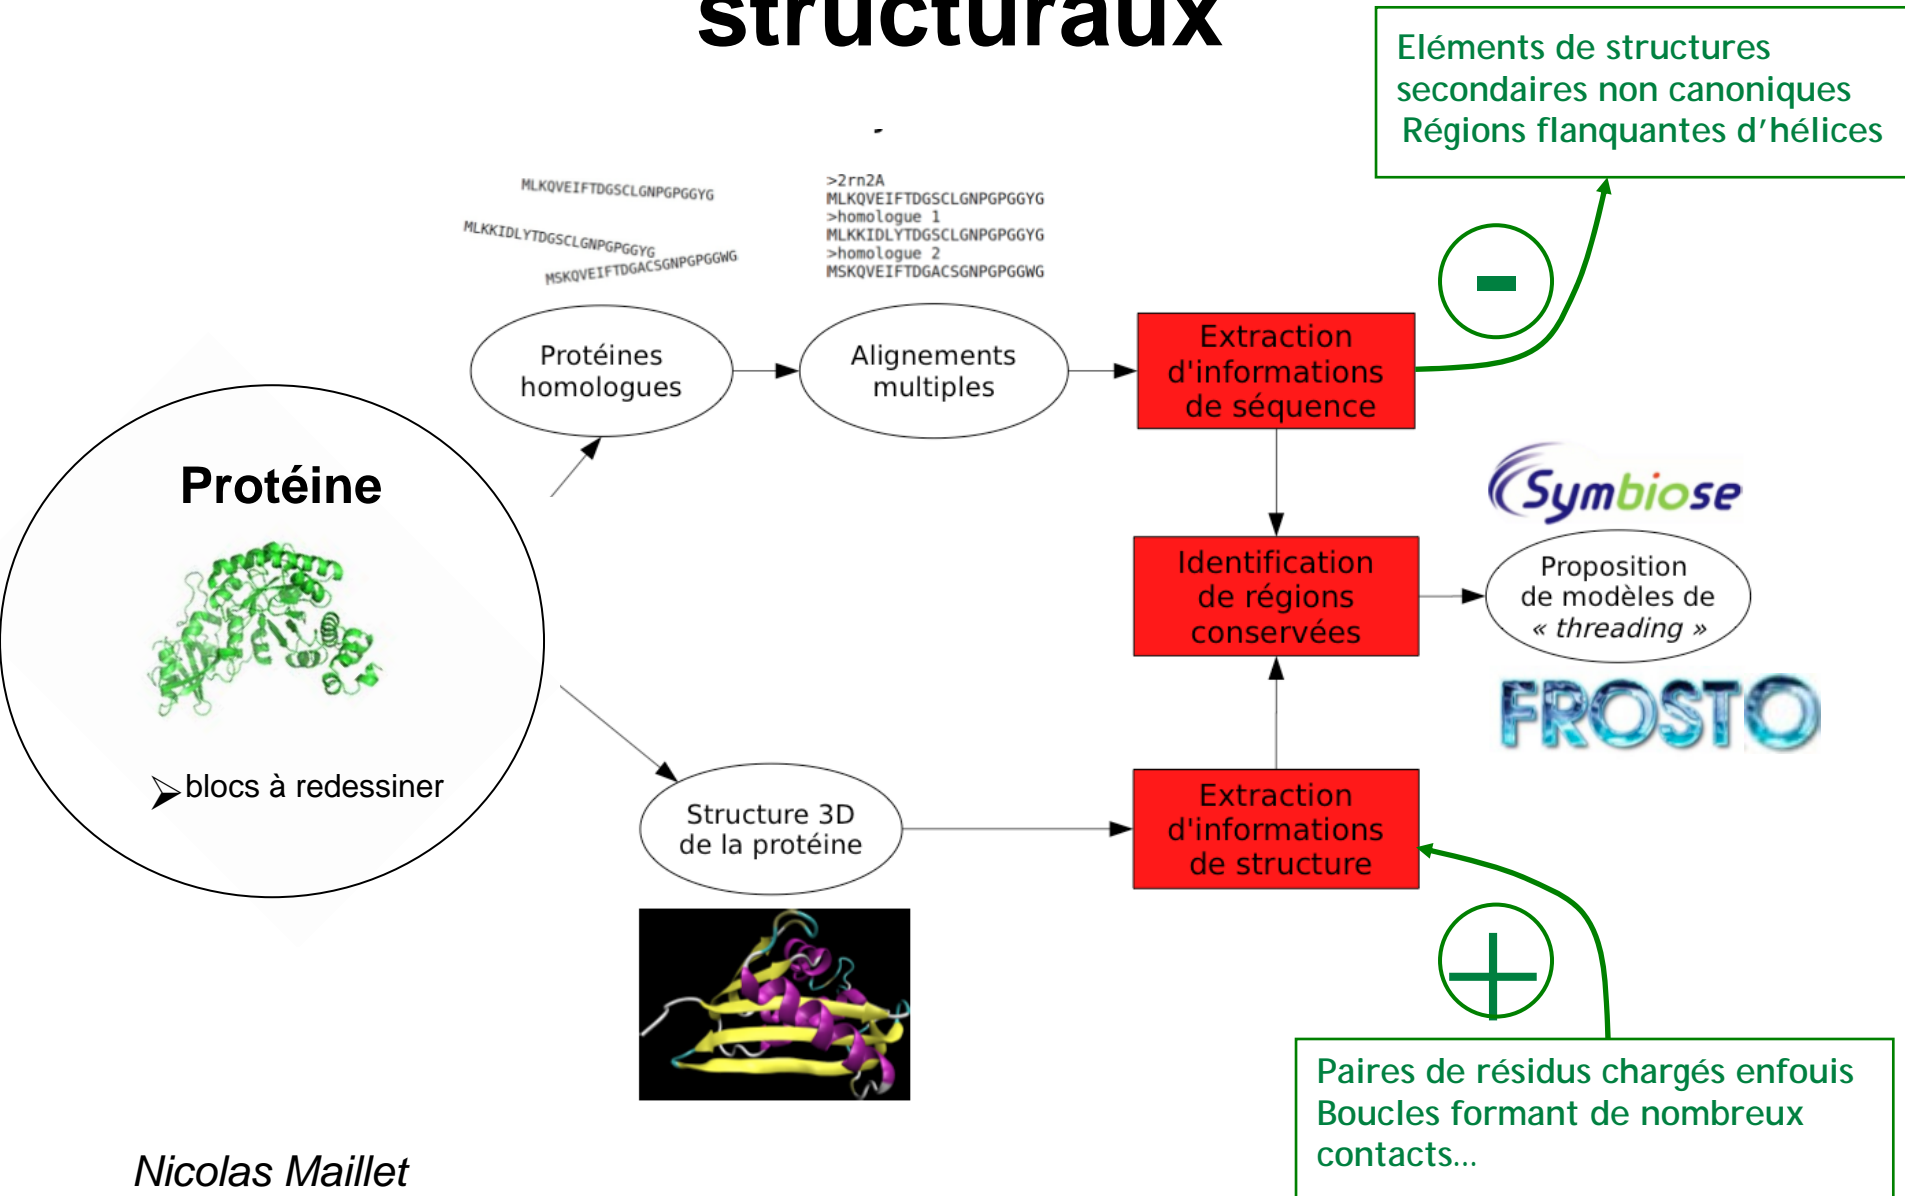 structuraux
Eléments de structures
secondaires non canoniques
Régions flanquantes d’hélices
MLKQVEIFTDGSCLGNPGPGGYG
MLKKIDLYTDGSCLGNPGPGGYG
MSKQVEIFTDGACSGNPGPGGWG
>2rn2A
MLKQVEIFTDGSCLGNPGPGGYG
>homologue 1
MLKKIDLYTDGSCLGNPGPGGYG
>homologue 2
MSKQVEIFTDGACSGNPGPGGWG
-
Protéines
homologues
Alignements
multiples
Extraction
d'informations
de séquence
Protéine
blocs à redessiner
Symbiose
Identification
de régions
conservées
Proposition
de modèles de
« threading »
FROSTO
Structure 3D
de la protéine
Extraction
d'informations
de structure
+
Paires de résidus chargés enfouis
Boucles formant de nombreux
contacts...
Nicolas Maillet